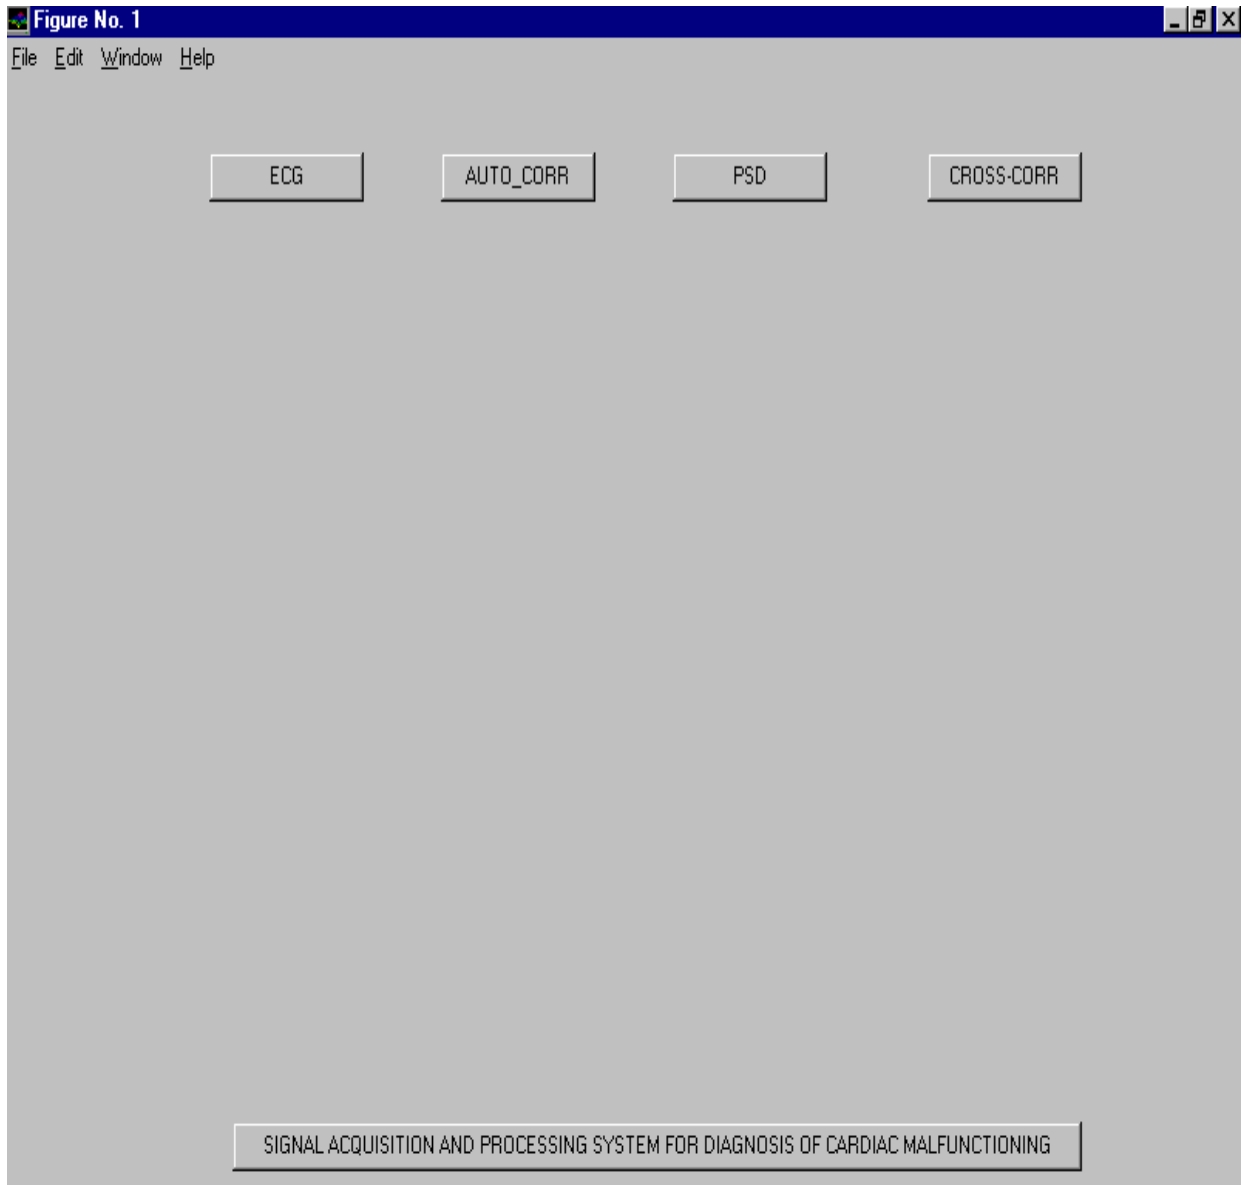 Figure No. 1
File Edit Window Help
ECG AUTO_CORR PSD CROSS-CORR
SIGNAL ACQUISITION AND PROCESSING SYSTEM FOR DIAGNOSIS OF CARDIAC MALFUNCTIONING